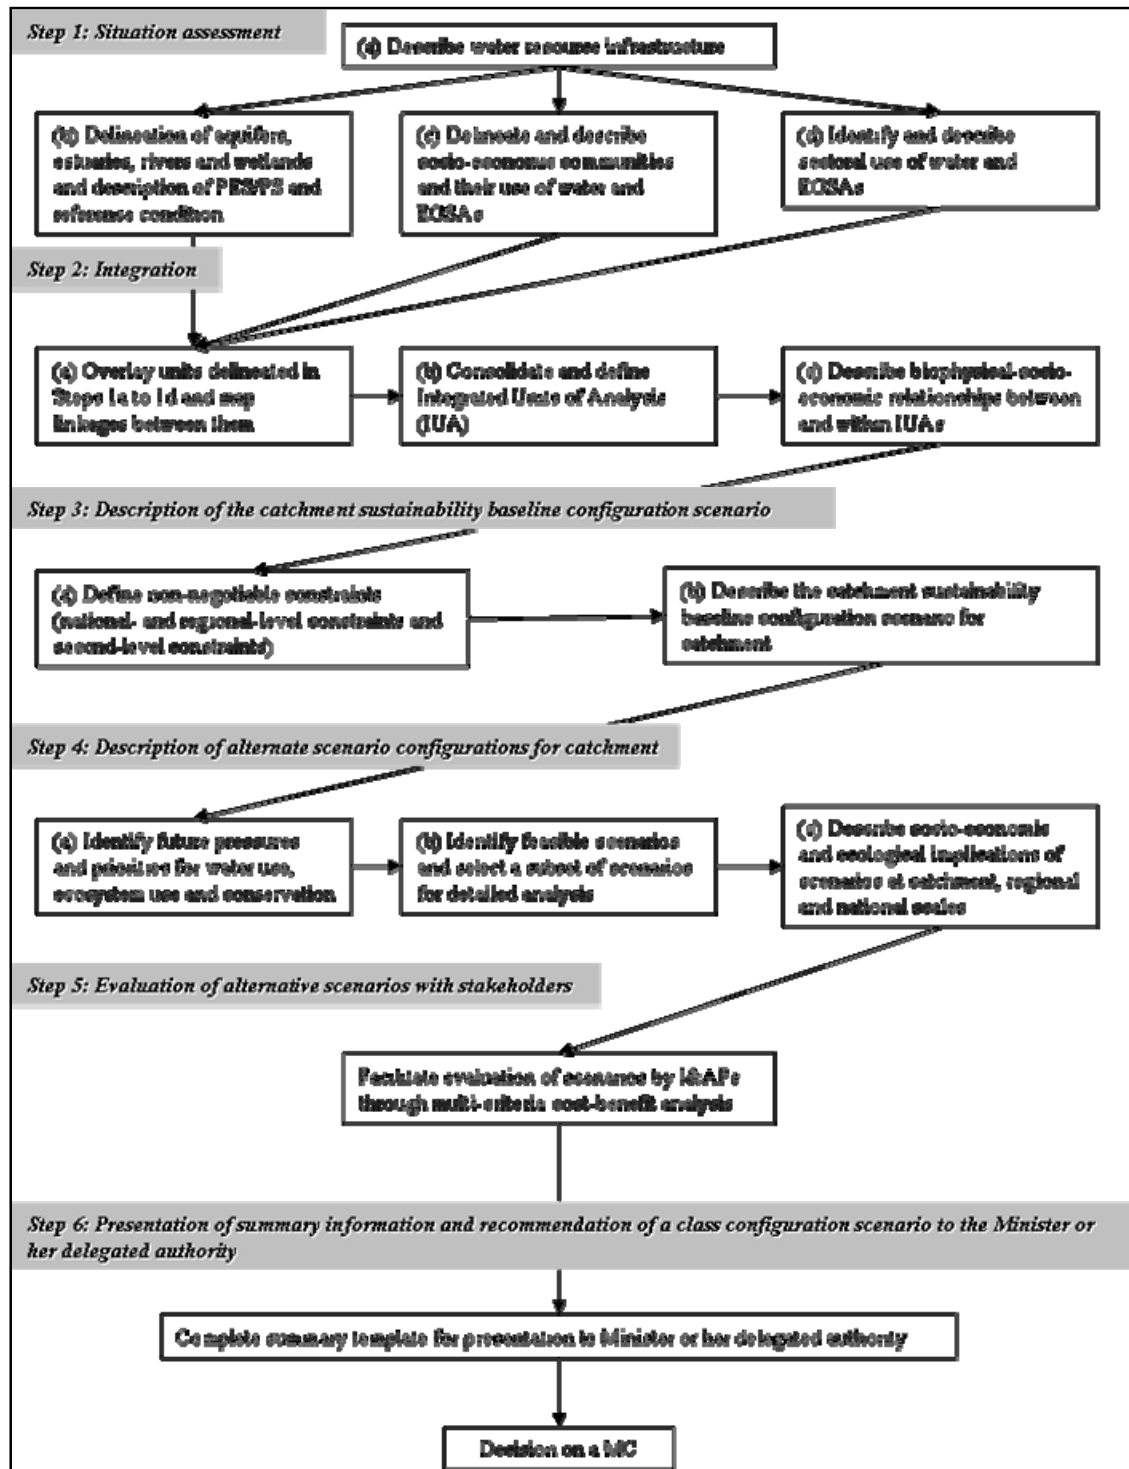 Step 1: Situation assessment
(a) Describe water resource infrastructure
(b) Delineation of aquifers,
estuaries, rivers and wetlands
and description of PES/PS and
reference condition
(c) Delineate and describe
socio-economic communities
and their use of water and
EGSAs
(d) Identify and describe
sectoral use of water and
EGSAs
Step 2: Integration
(a) Overlay units delineated in
Steps 1a to 1d and map
linkages between them
(b) Consolidate and define
Integrated Units of Analysis
(IUA)
(c) Describe biophysical-socio-
economic relationships between
and within IUAs
Step 3: Description of the catchment sustainability baseline configuration scenario
(a) Define non-negotiable constraints
(national- and regional-level constraints and
second-level constraints)
(b) Describe the catchment sustainability
baseline configuration scenario for
catchment
Step 4: Description of alternate scenario configurations for catchment
(a) Identify future pressures
and priorities for water use,
ecosystem use and conservation
(b) Identify feasible scenarios
and select a subset of scenarios
for detailed analysis
(c) Describe socio-economic
and ecological implications of
scenarios at catchment, regional
and national scales
Step 5: Evaluation of alternative scenarios with stakeholders
Facilitate evaluation of scenarios by I&APs
through multi-criteria cost-benefit analysis
Step 6: Presentation of summary information and recommendation of a class configuration scenario to the Minister or
her delegated authority
Complete summary template for presentation to Minister or her delegated authority
Decision on a MC